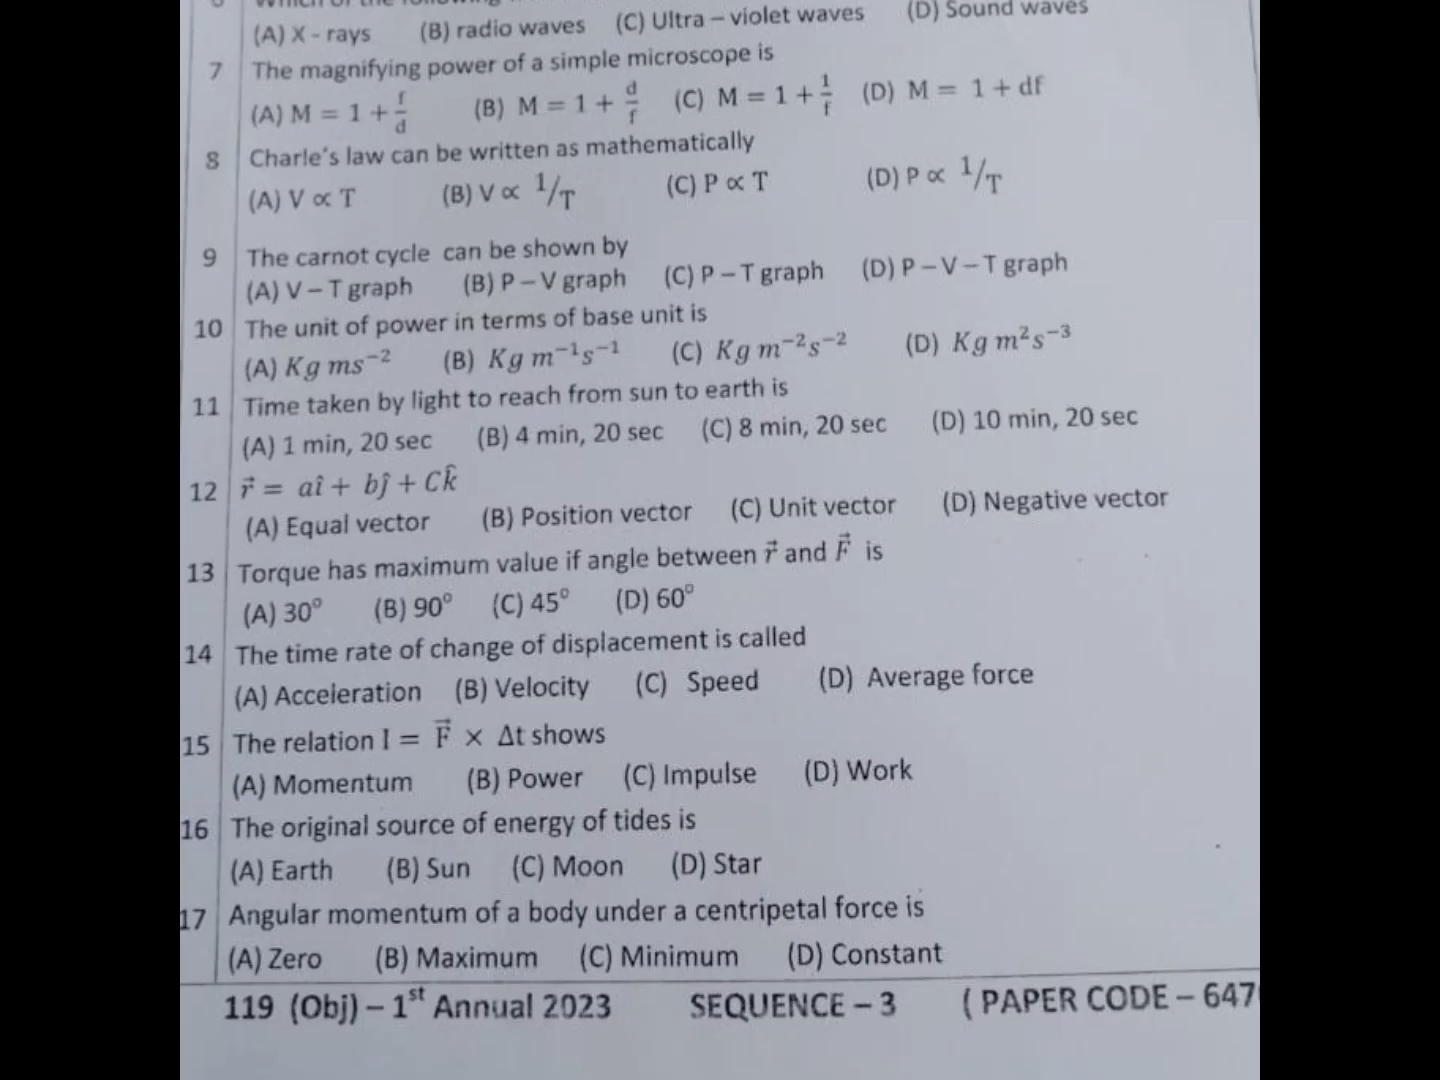 6 Which of the following
(A) X - rays (B) radio waves (C) Ultra – violet waves (D) Sound waves
7 The magnifying power of a simple microscope is
(A) M = 1 + f/d (B) M = 1 + d/f (C) M = 1 + 1/f (D) M = 1 + df
8 Charle's law can be written as mathematically
(A) V ∝ T (B) V ∝ 1/T (C) P ∝ T (D) P ∝ 1/T
9 The carnot cycle can be shown by
(A) V – T graph (B) P – V graph (C) P – T graph (D) P – V – T graph
10 The unit of power in terms of base unit is
(A) Kg ms⁻² (B) Kg m⁻¹s⁻¹ (C) Kg m⁻²s⁻² (D) Kg m²s⁻³
11 Time taken by light to reach from sun to earth is
(A) 1 min, 20 sec (B) 4 min, 20 sec (C) 8 min, 20 sec (D) 10 min, 20 sec
12 r⃗ = aî + bĵ + Ck̂
(A) Equal vector (B) Position vector (C) Unit vector (D) Negative vector
13 Torque has maximum value if angle between r⃗ and F⃗ is
(A) 30° (B) 90° (C) 45° (D) 60°
14 The time rate of change of displacement is called
(A) Acceleration (B) Velocity (C) Speed (D) Average force
15 The relation I = F⃗ × Δt shows
(A) Momentum (B) Power (C) Impulse (D) Work
16 The original source of energy of tides is
(A) Earth (B) Sun (C) Moon (D) Star
17 Angular momentum of a body under a centripetal force is
(A) Zero (B) Maximum (C) Minimum (D) Constant
119 (Obj) – 1st Annual 2023 SEQUENCE – 3 ( PAPER CODE – 647